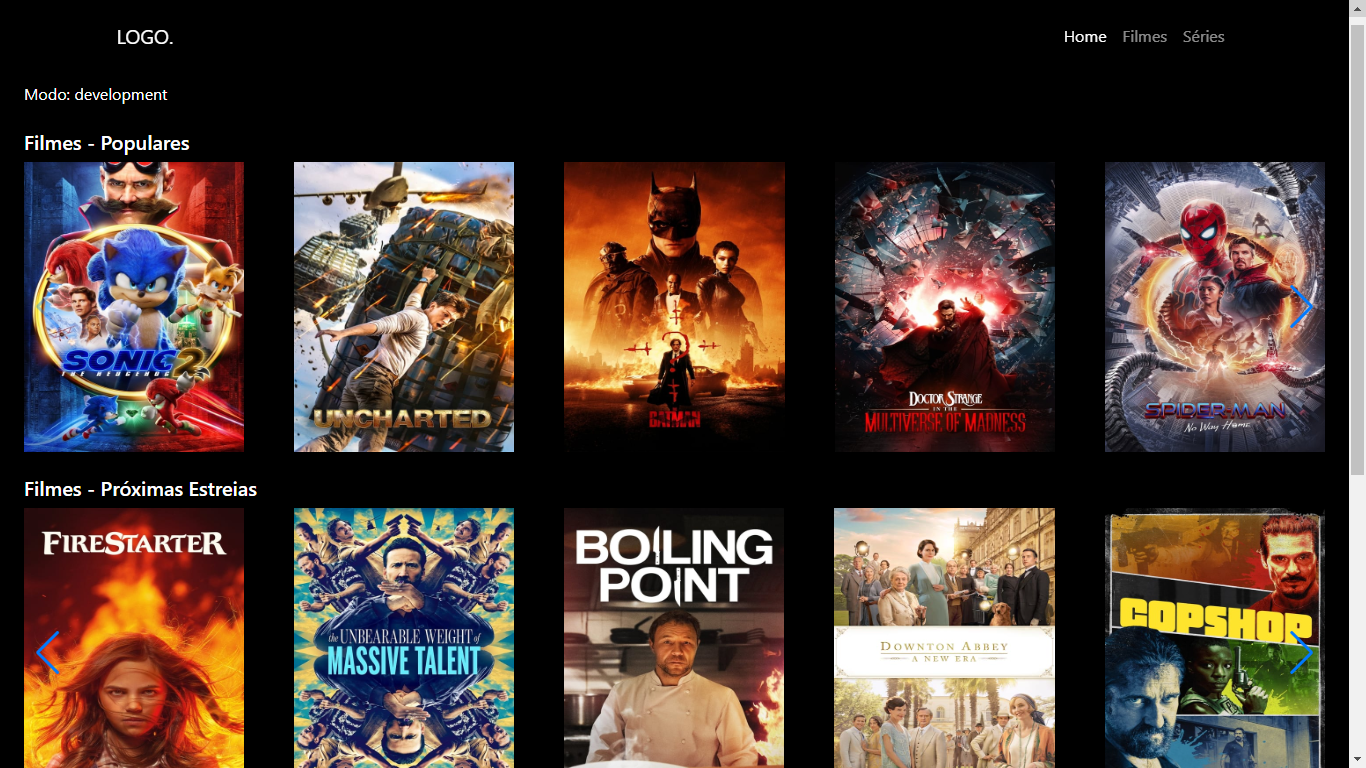 LOGO.
Home Filmes Séries
Modo: development
Filmes - Populares
SONIC 2
THE HEDGEHOG
UNCHARTED
THE BATMAN
DOCTOR STRANGE
IN THE
MULTIVERSE OF MADNESS
SPIDER-MAN
No Way Home
Filmes - Próximas Estreias
FIRESTARTER
the UNBEARABLE WEIGHT of
MASSIVE TALENT
BOILING
POINT
DOWNTON ABBEY
A NEW ERA
COPSHOP